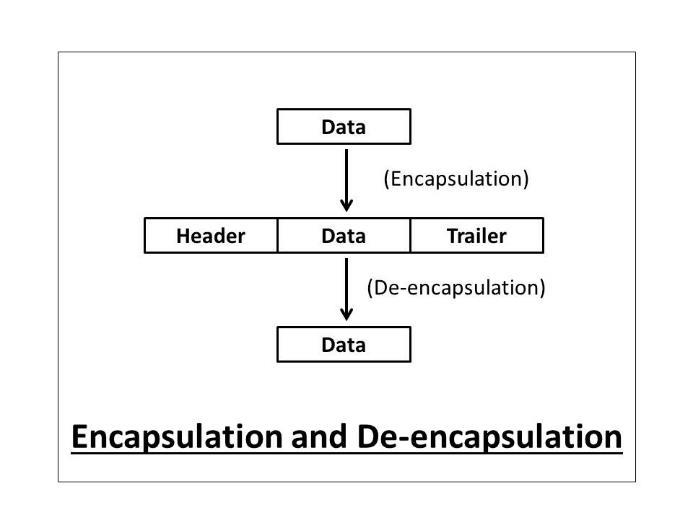 Data
(Encapsulation)
Header Data Trailer
(De-encapsulation)
Data
Encapsulation and De-encapsulation